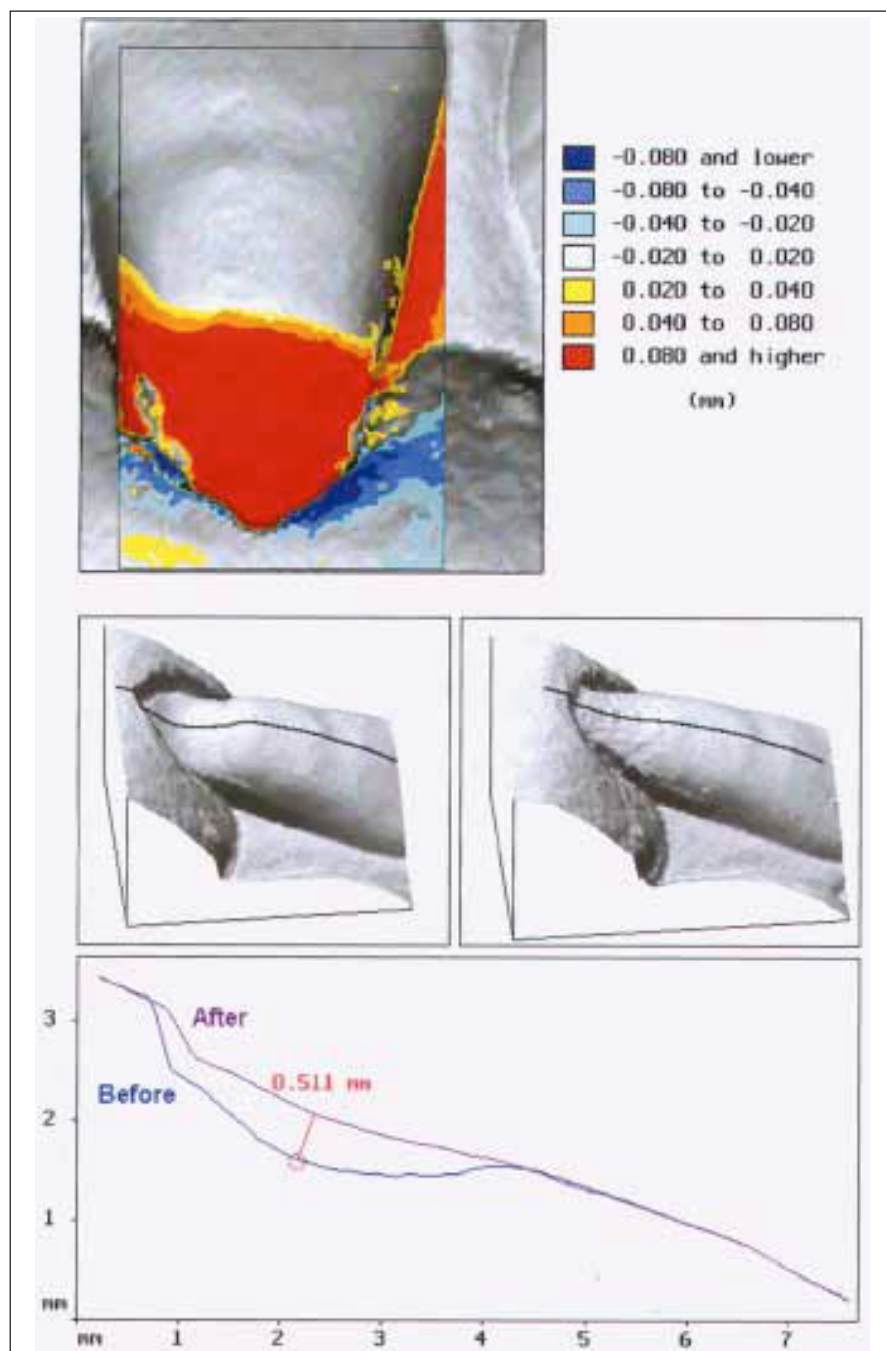 -0.080 and lower
-0.080 to -0.040
-0.040 to -0.020
-0.020 to 0.020
0.020 to 0.040
0.040 to 0.080
0.080 and higher
(mm)
After
Before
0.511 mm
3
2
1
mm
mm 1 2 3 4 5 6 7